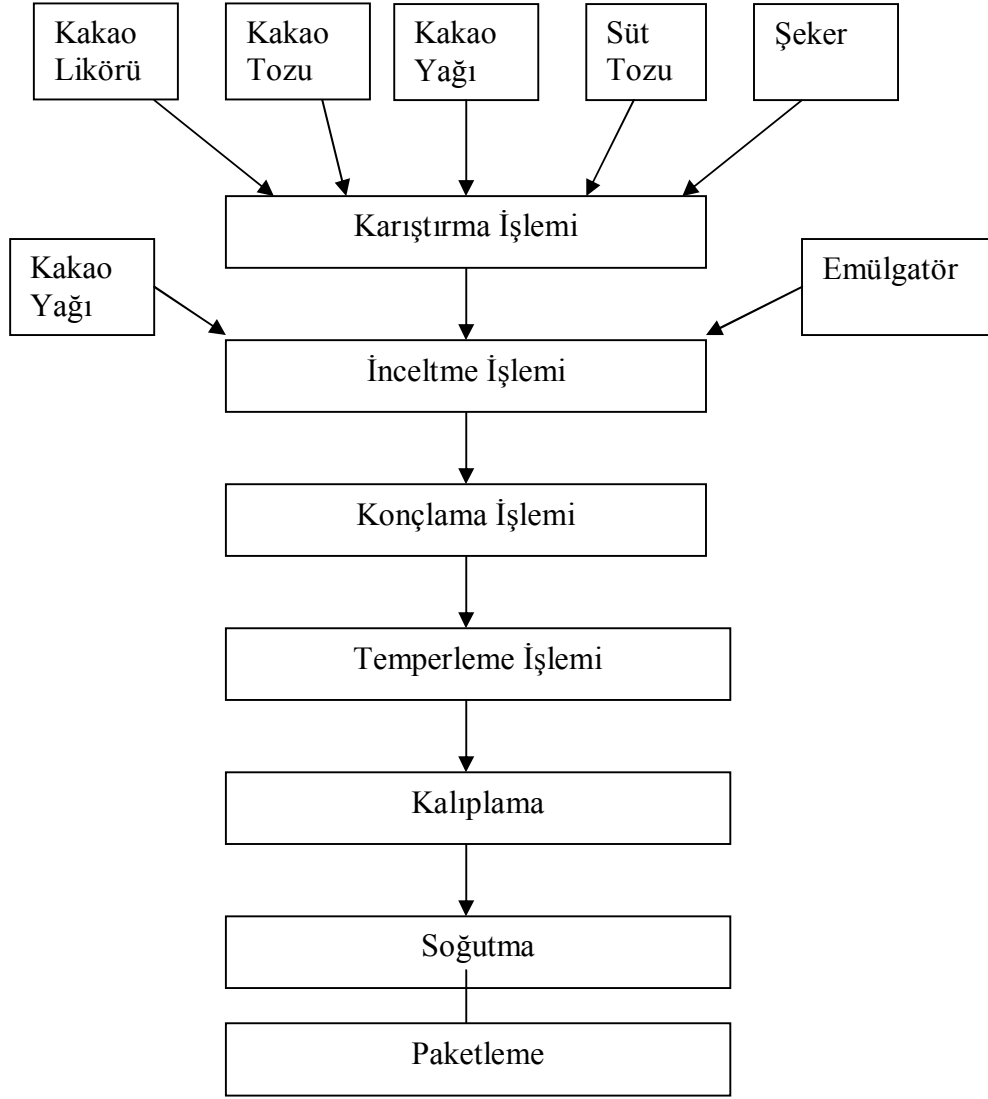 Kakao
Likörü
Kakao
Tozu
Kakao
Yağı
Süt
Tozu
Şeker
Karıştırma İşlemi
Kakao
Yağı
Emülgatör
İnceltme İşlemi
Konçlama İşlemi
Temperleme İşlemi
Kalıplama
Soğutma
Paketleme